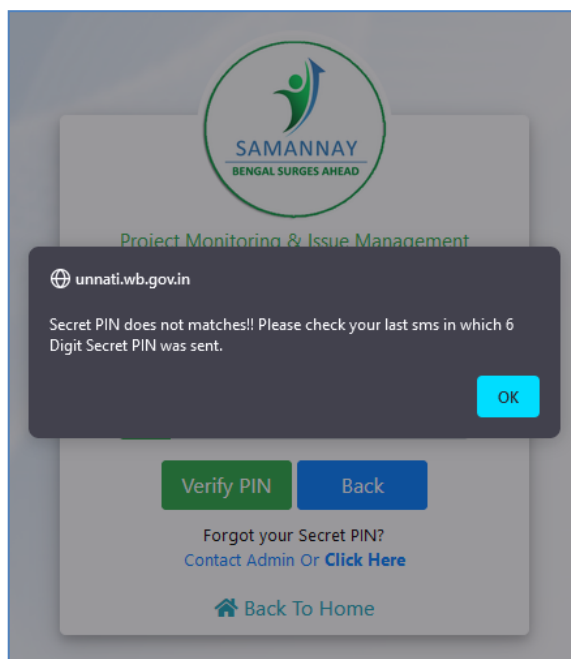 SAMANNAY
BENGAL SURGES AHEAD
Project Monitoring & Issue Management
unnati.wb.gov.in
Secret PIN does not matches!! Please check your last sms in which 6
Digit Secret PIN was sent.
OK
Verify PIN Back
Forgot your Secret PIN?
Contact Admin Or Click Here
Back To Home